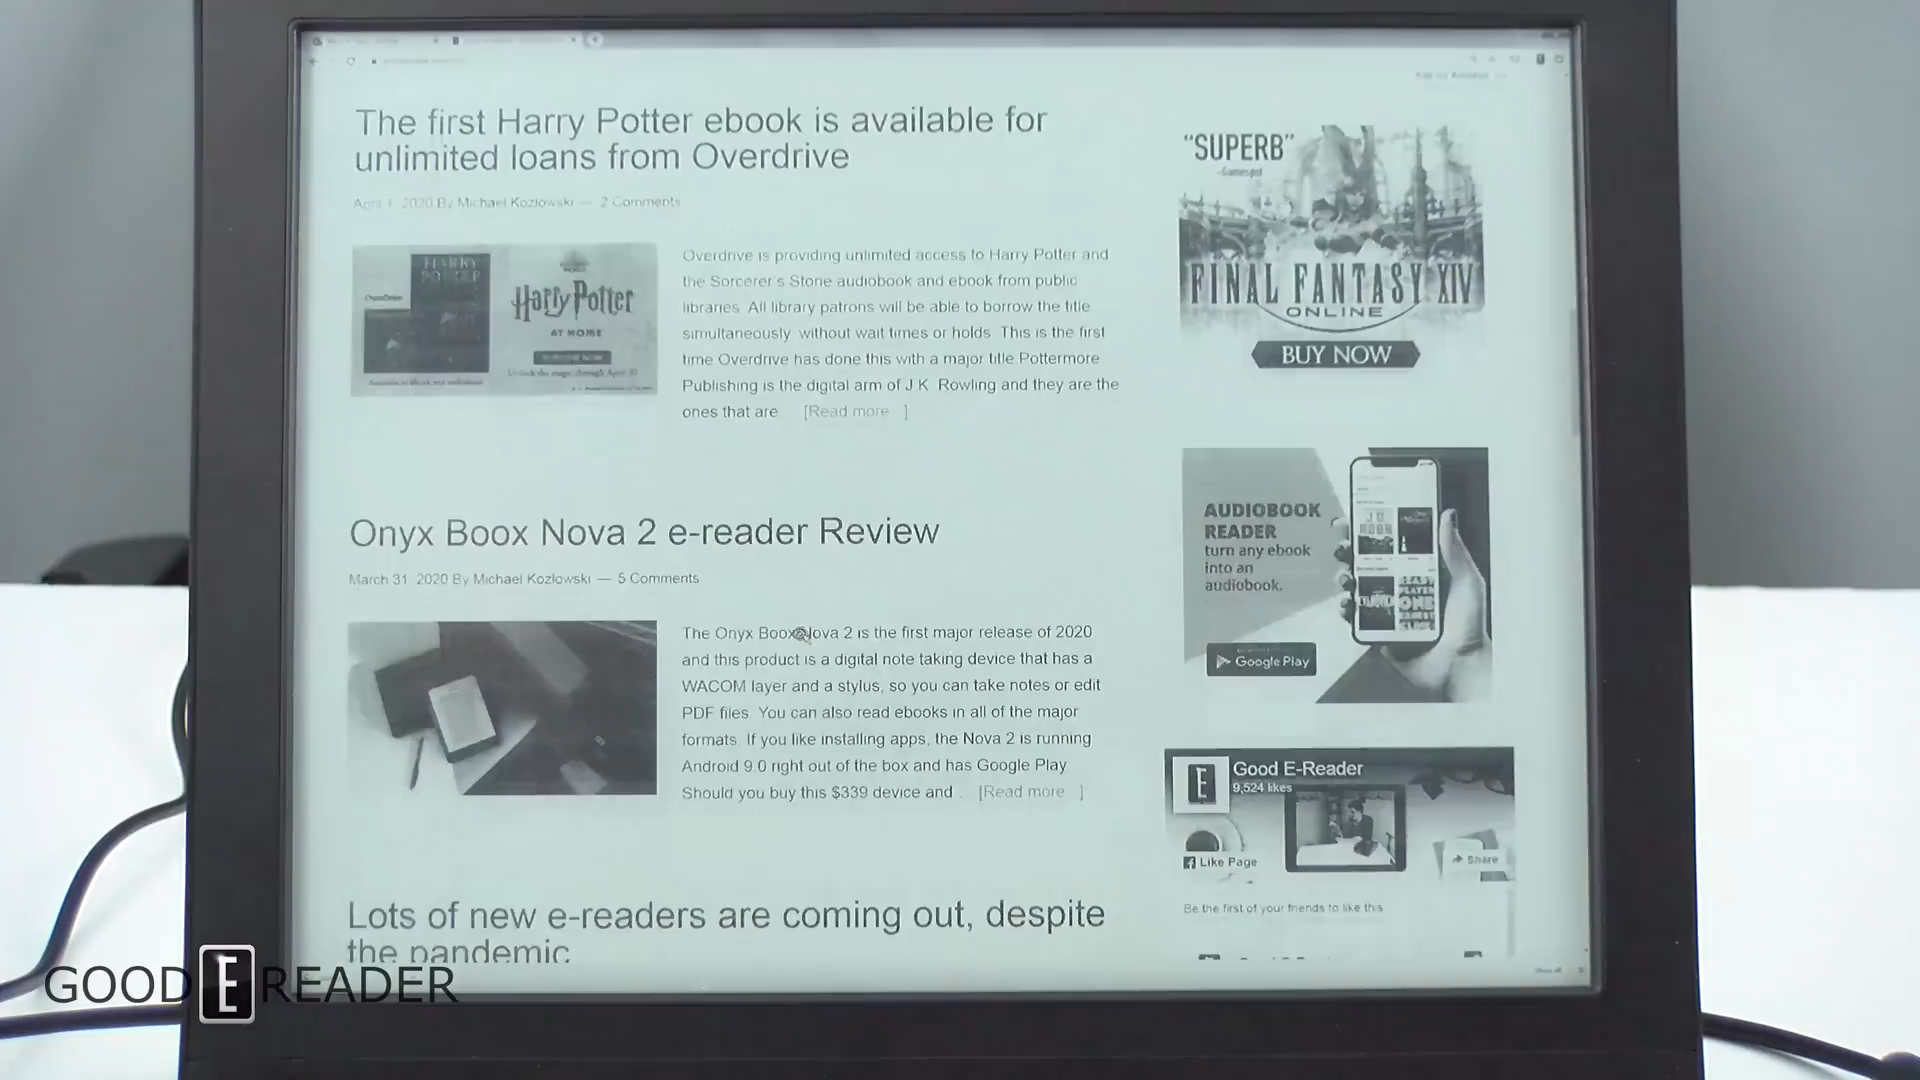 The first Harry Potter ebook is available for
unlimited loans from Overdrive
April 1, 2020 By Michael Kozlowski — 2 Comments
HARRY
POTTER
OverDrive
Harry Potter
AT HOME
Overdrive is providing unlimited access to Harry Potter and
the Sorcerer's Stone audiobook and ebook from public
libraries. All library patrons will be able to borrow the title
simultaneously, without wait times or holds. This is the first
time Overdrive has done this with a major title Pottermore
Publishing is the digital arm of J.K. Rowling and they are the
ones that are ... [Read more...]
Onyx Boox Nova 2 e-reader Review
March 31, 2020 By Michael Kozlowski — 5 Comments
The Onyx Boox Nova 2 is the first major release of 2020
and this product is a digital note taking device that has a
WACOM layer and a stylus, so you can take notes or edit
PDF files. You can also read ebooks in all of the major
formats. If you like installing apps, the Nova 2 is running
Android 9.0 right out of the box and has Google Play
Should you buy this $339 device and ... [Read more...]
Lots of new e-readers are coming out, despite
the pandemic
"SUPERB"
-Gamespot
FINAL FANTASY XIV
ONLINE
BUY NOW
AUDIOBOOK
READER
turn any ebook
into an
audiobook.
READY
PLAYER
ONE
Google Play
E
Good E-Reader
9,524 likes
Like Page
Share
Be the first of your friends to like this
GOOD E READER